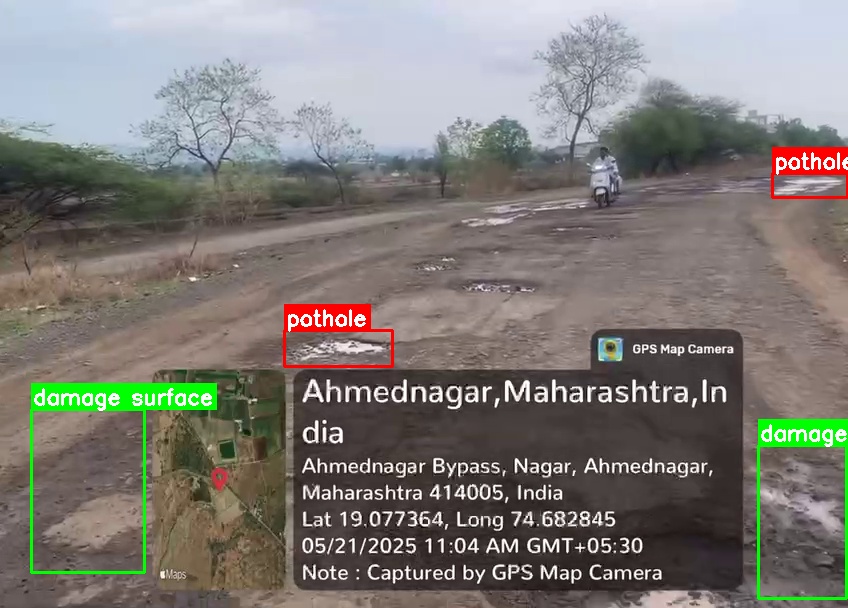 pothole
pothole
GPS Map Camera
damage surface
Ahmednagar,Maharashtra,In
dia
damage
Ahmednagar Bypass, Nagar, Ahmednagar,
Maharashtra 414005, India
Lat 19.077364, Long 74.682845
05/21/2025 11:04 AM GMT+05:30
Note : Captured by GPS Map Camera
Maps